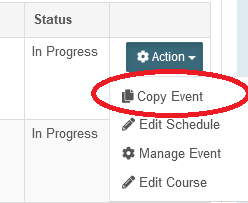 Status
In Progress
Action
Copy Event
In Progress
Edit Schedule
Manage Event
Edit Course